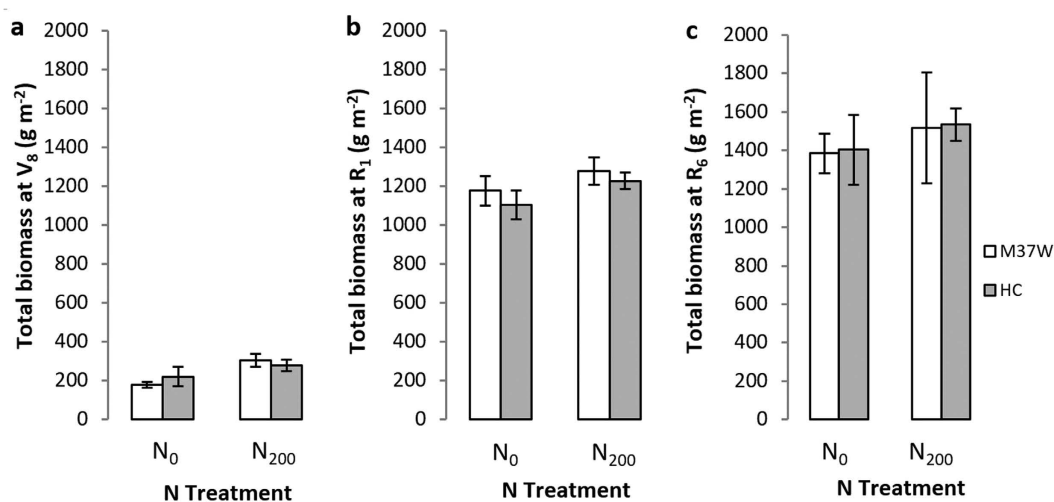 a
Total biomass at V8 (g m-2)
2000
1800
1600
1400
1200
1000
800
600
400
200
0
N0 N200
N Treatment
b
Total biomass at R1 (g m-2)
2000
1800
1600
1400
1200
1000
800
600
400
200
0
N0 N200
N Treatment
c
Total biomass at R6 (g m-2)
2000
1800
1600
1400
1200
1000
800
600
400
200
0
N0 N200
N Treatment
M37W
HC